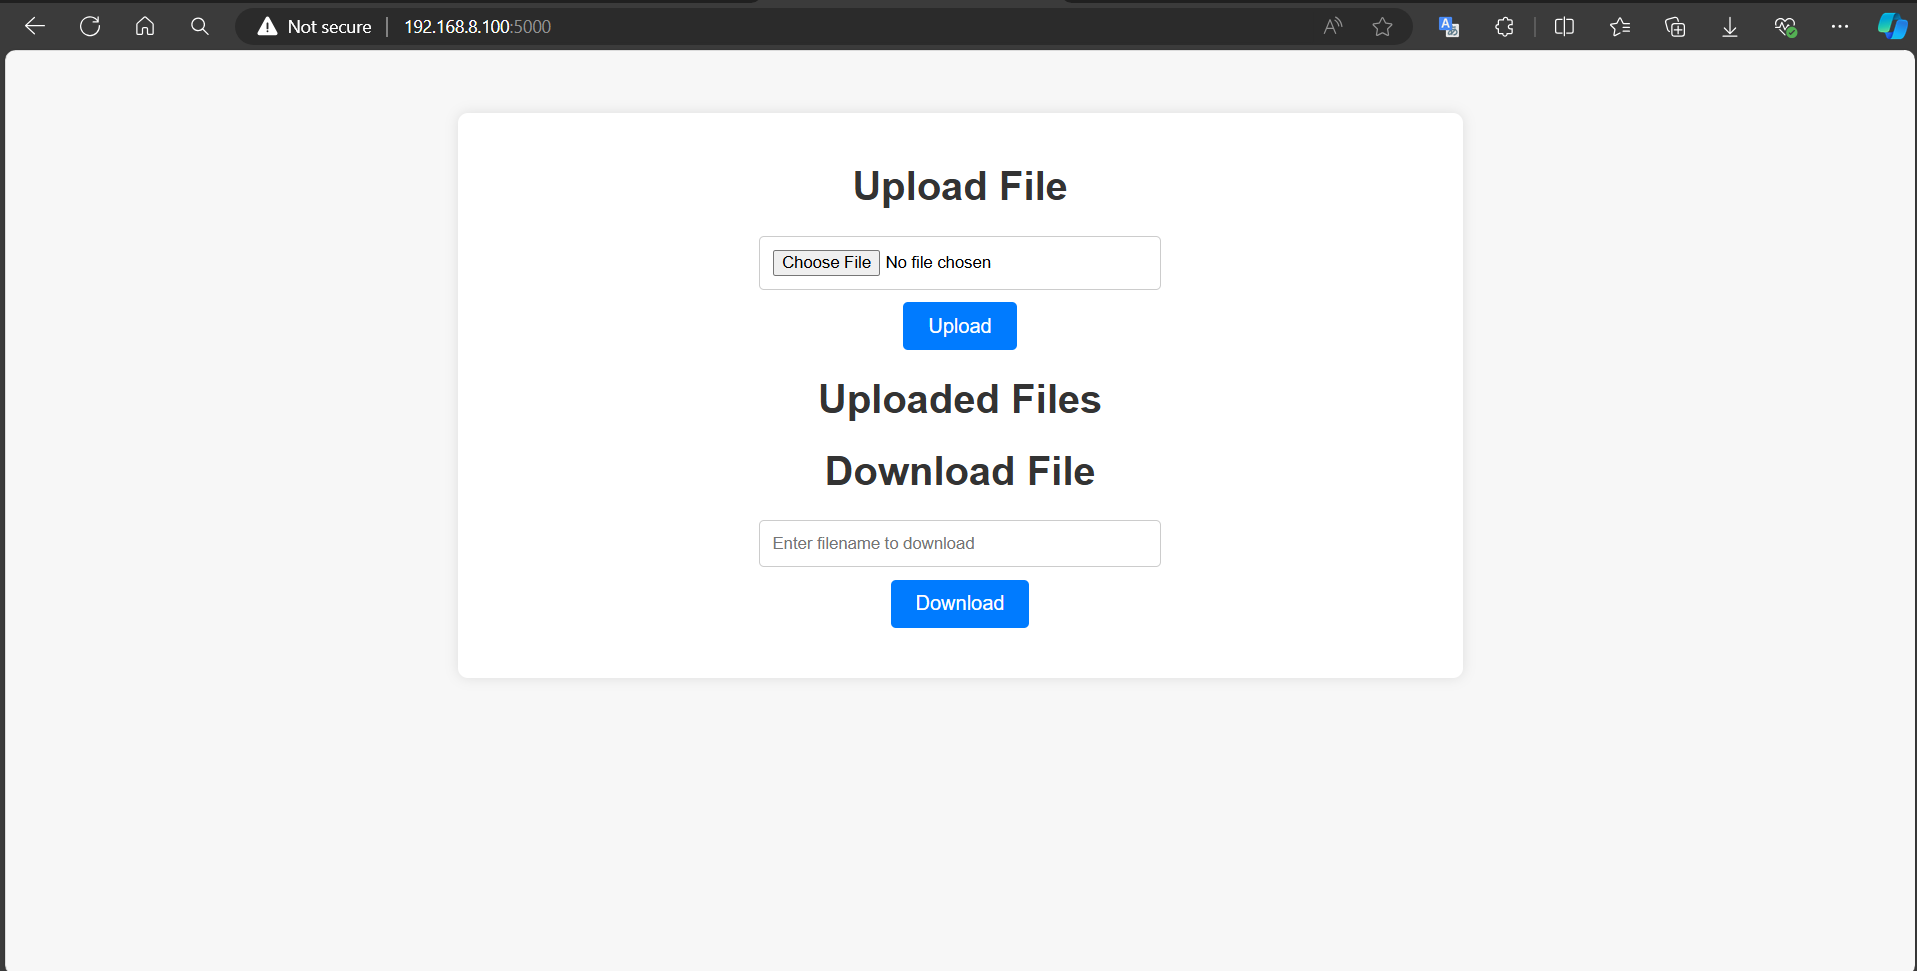 Not secure | 192.168.8.100:5000
Upload File
Choose File No file chosen
Upload
Uploaded Files
Download File
Enter filename to download
Download